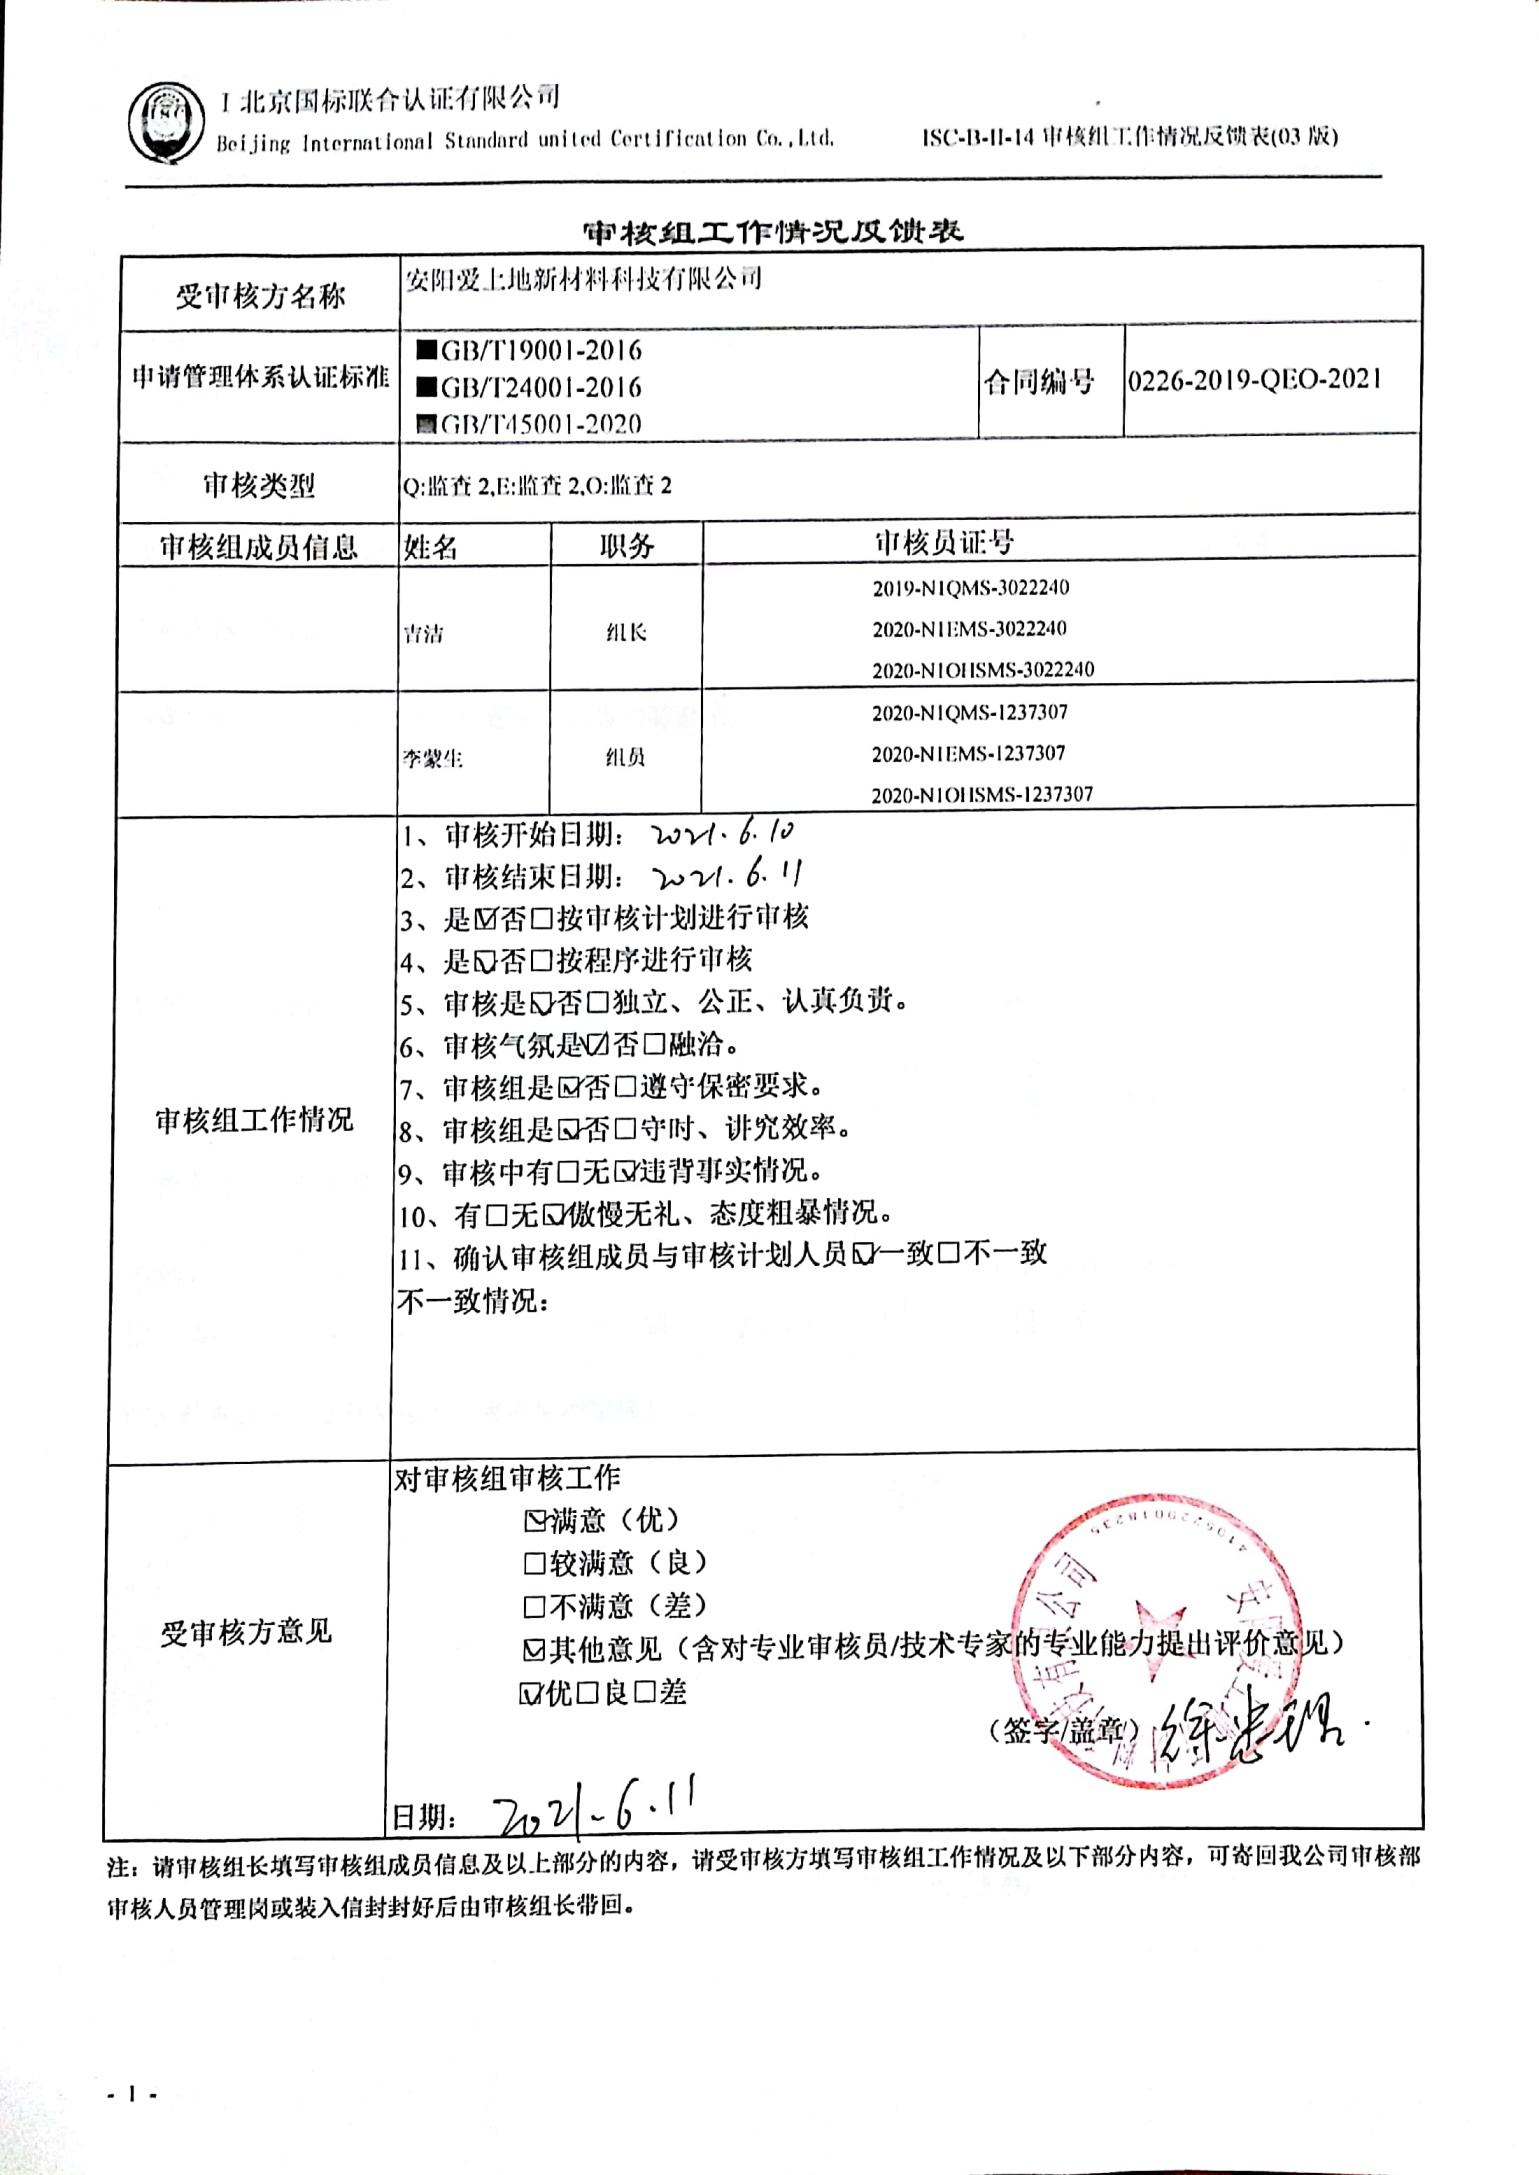 I 北京国标联合认证有限公司
Beijing International Standard united Certification Co.,Ltd.
ISC-B-II-14 审核组工作情况反馈表(03 版)
审核组工作情况反馈表
受审核方名称 安阳爱上地新材料科技有限公司
申请管理体系认证标准
■GB/T19001-2016
■GB/T24001-2016
■GB/T45001-2020
合同编号 0226-2019-QEO-2021
审核类型 Q:监查 2,E:监查 2,O:监查 2
审核组成员信息 姓名 职务 审核员证号
吉洁 组长
2019-N1QMS-3022240
2020-N1EMS-3022240
2020-N1OHSMS-3022240
李蒙生 组员
2020-N1QMS-1237307
2020-N1EMS-1237307
2020-N1OHSMS-1237307
审核组工作情况
1、审核开始日期： 2021.6.10
2、审核结束日期： 2021.6.11
3、是☑否□按审核计划进行审核
4、是☑否□按程序进行审核
5、审核是☑否□独立、公正、认真负责。
6、审核气氛是☑否□融洽。
7、审核组是☑否□遵守保密要求。
8、审核组是☑否□守时、讲究效率。
9、审核中有□无☑违背事实情况。
10、有□无☑傲慢无礼、态度粗暴情况。
11、确认审核组成员与审核计划人员☑一致□不一致
不一致情况：
受审核方意见
对审核组审核工作
☑满意（优）
□较满意（良）
□不满意（差）
☑其他意见（含对专业审核员/技术专家的专业能力提出评价意见）
☑优□良□差
（签字/盖章）
日期： 2021.6.11
注：请审核组长填写审核组成员信息及以上部分的内容，请受审核方填写审核组工作情况及以下部分内容，可寄回我公司审核部
审核人员管理岗或装入信封封好后由审核组长带回。
- 1 -